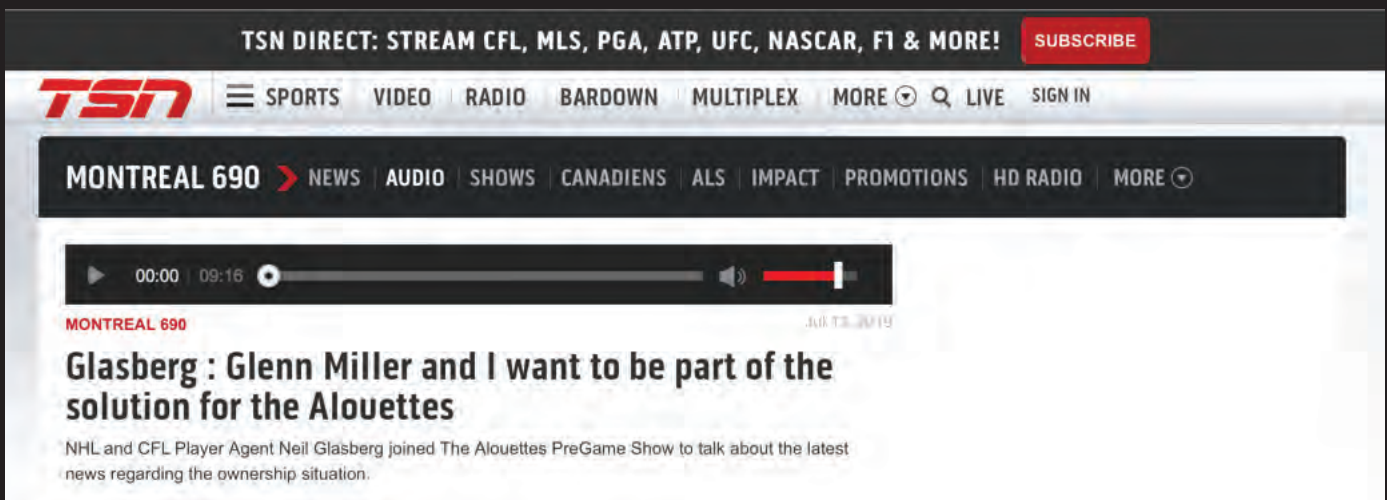 TSN DIRECT: STREAM CFL, MLS, PGA, ATP, UFC, NASCAR, F1 & MORE! SUBSCRIBE
TSN SPORTS VIDEO RADIO BARDOWN MULTIPLEX MORE LIVE SIGN IN
MONTREAL 690 NEWS AUDIO SHOWS CANADIENS ALS IMPACT PROMOTIONS HD RADIO MORE
00:00 09:16
MONTREAL 690 Jul 13, 2019
Glasberg : Glenn Miller and I want to be part of the
solution for the Alouettes
NHL and CFL Player Agent Neil Glasberg joined The Alouettes PreGame Show to talk about the latest
news regarding the ownership situation.